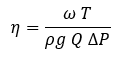 η = ω T / ρg Q ΔP